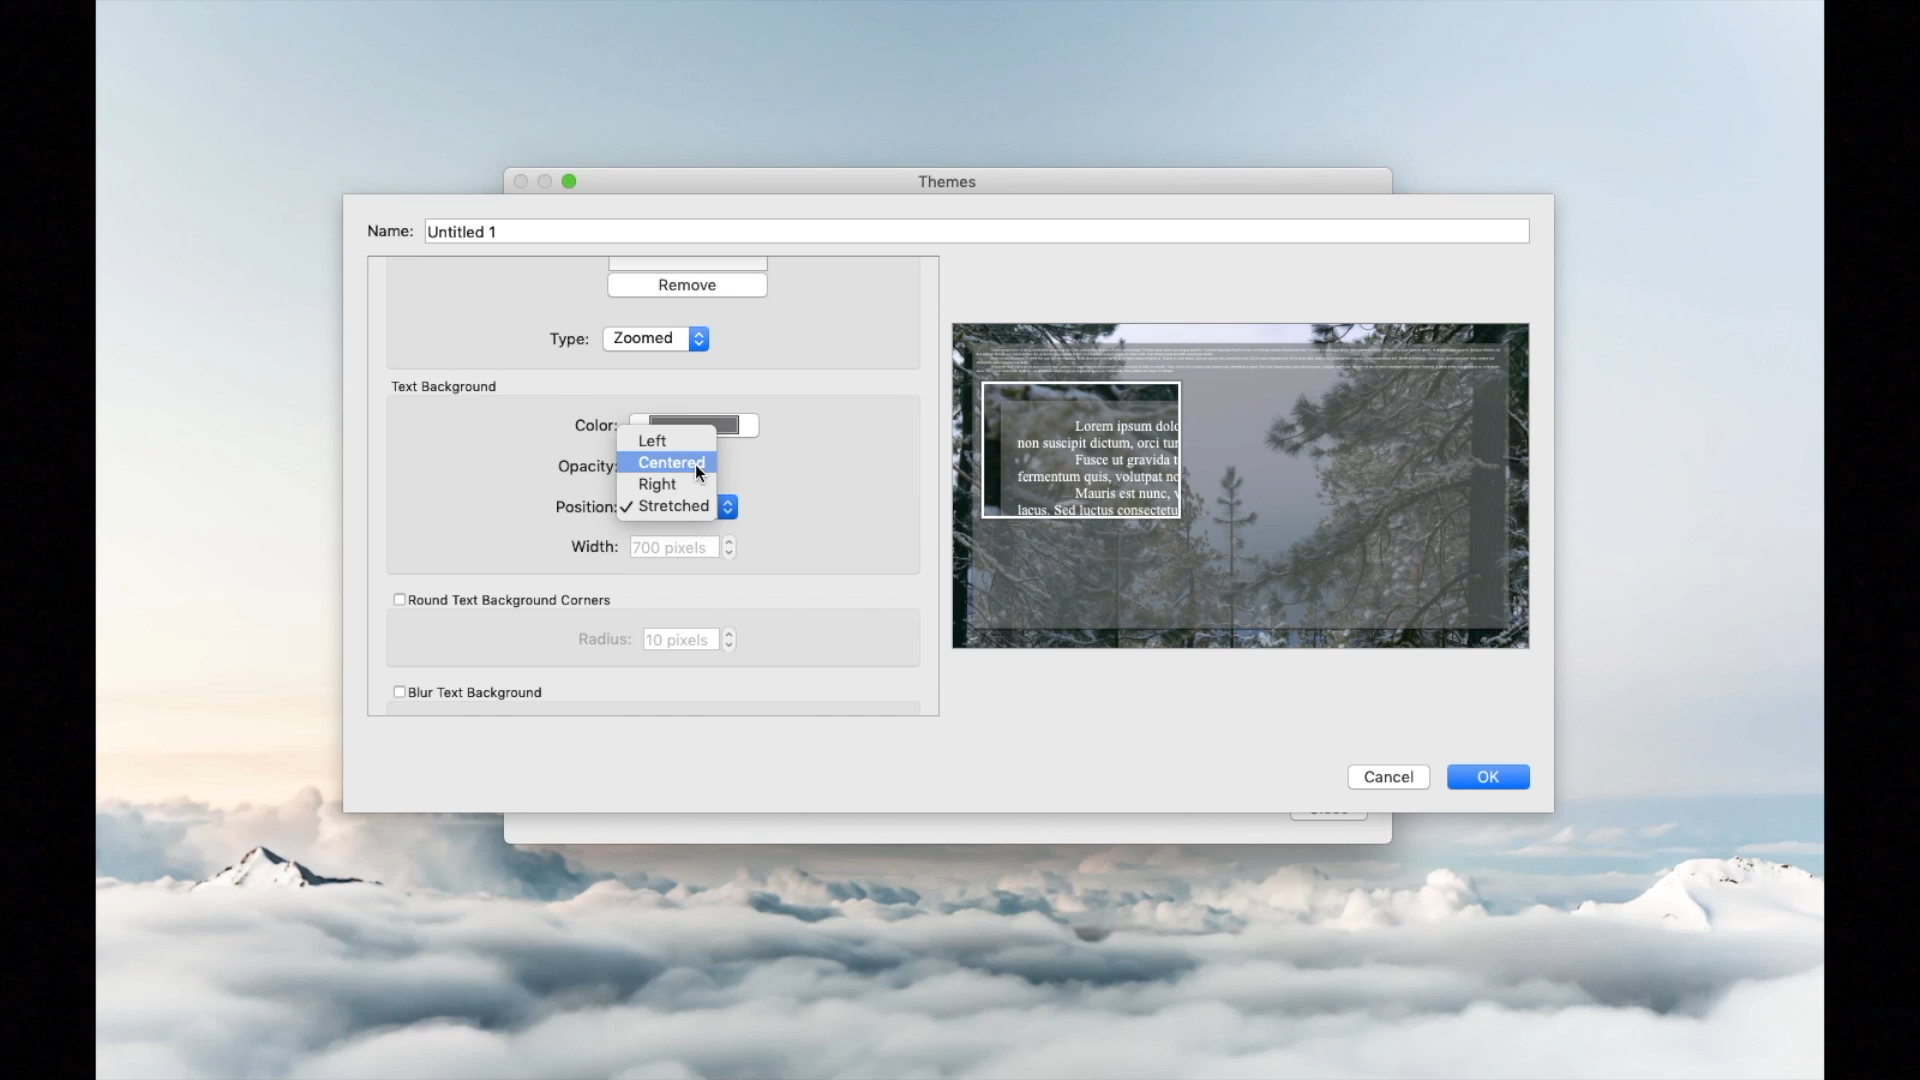 Themes
Name: Untitled 1
Remove
Type: Zoomed
Text Background
Color:
Left
Centered
Opacity:
Right
Position: ✓ Stretched
Width: 700 pixels
Round Text Background Corners
Radius: 10 pixels
Blur Text Background
Lorem ipsum dolo
non suscipit dictum, orci tur
Fusce ut gravida t
fermentum quis, volutpat no
Mauris est nunc, v
lacus. Sed luctus consectetu
Cancel OK